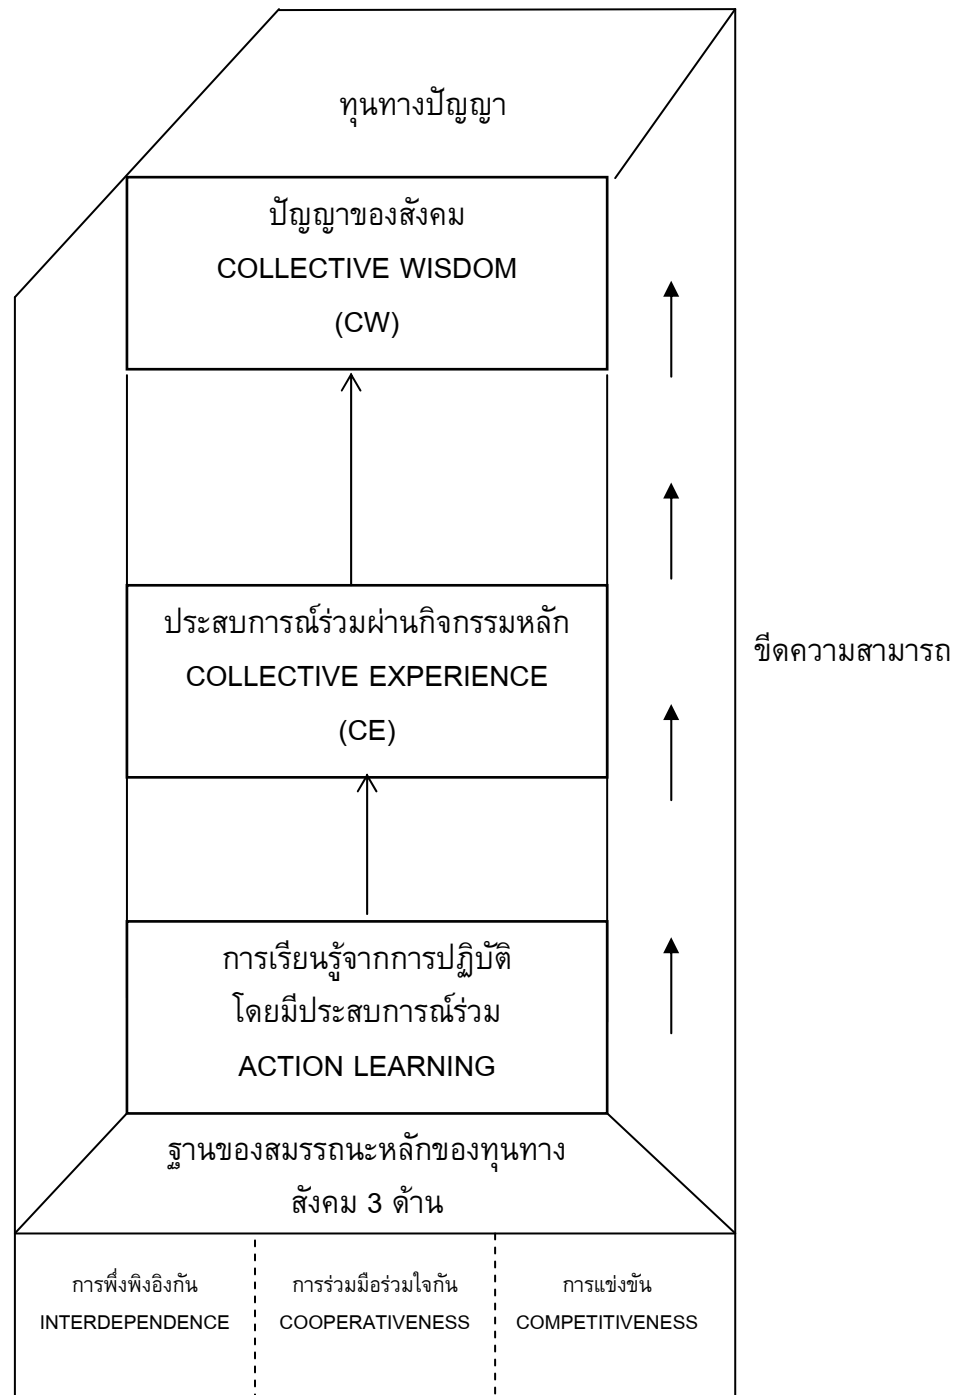 ทุนทางปัญญา
ปัญญาของสังคม
COLLECTIVE WISDOM
(CW)
ประสบการณ์ร่วมผ่านกิจกรรมหลัก
COLLECTIVE EXPERIENCE
(CE)
ขีดความสามารถ
การเรียนรู้จากการปฏิบัติ
โดยมีประสบการณ์ร่วม
ACTION LEARNING
ฐานของสมรรถนะหลักของทุนทาง
สังคม 3 ด้าน
การพึ่งพิงอิงกัน
INTERDEPENDENCE
การร่วมมือร่วมใจกัน
COOPERATIVENESS
การแข่งขัน
COMPETITIVENESS